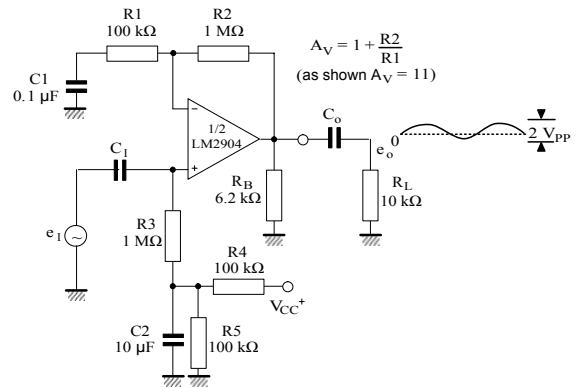 R1
100 kΩ
R2
1 MΩ
A_V = 1 + R2/R1
(as shown A_V = 11)
C1
0.1 µF
1/2
LM2904
C_I
C_o
0
2 V_PP
e_o
R_B
6.2 kΩ
R_L
10 kΩ
R3
1 MΩ
e_I
~
R4
100 kΩ
V_CC+
C2
10 µF
R5
100 kΩ